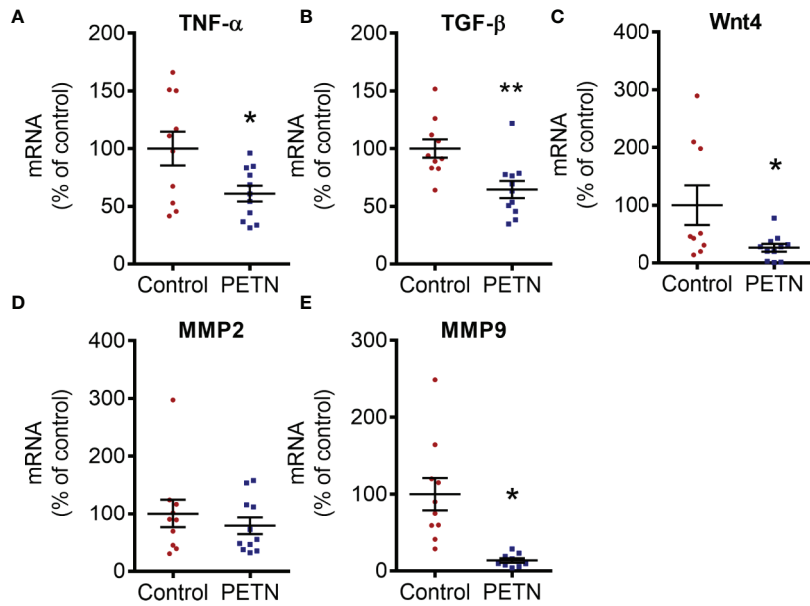 A
TNF-α
mRNA
(% of control)
200
150
100
50
0
*
Control PETN
B
TGF-β
mRNA
(% of control)
200
150
100
50
0
**
Control PETN
C
Wnt4
mRNA
(% of control)
400
300
200
100
0
*
Control PETN
D
MMP2
mRNA
(% of control)
400
300
200
100
0
Control PETN
E
MMP9
mRNA
(% of control)
300
200
100
0
*
Control PETN